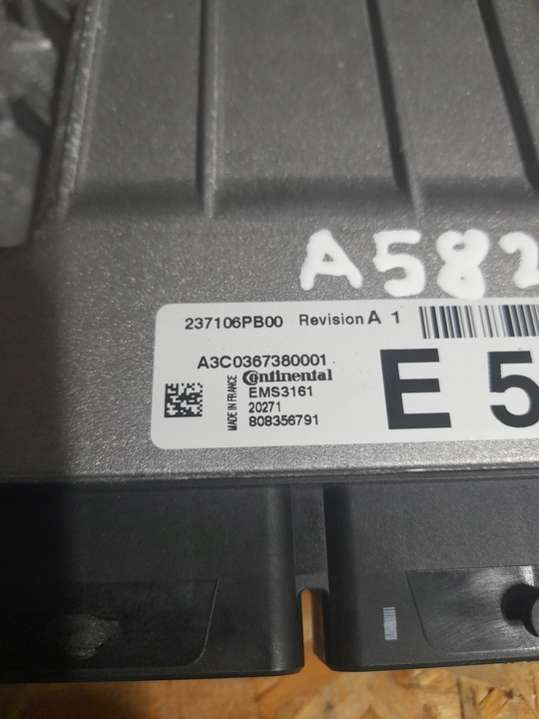 A582
237106PB00 Revision A 1
A3C0367380001
Continental
MADE IN FRANCE
EMS3161
20271
808356791
E 5